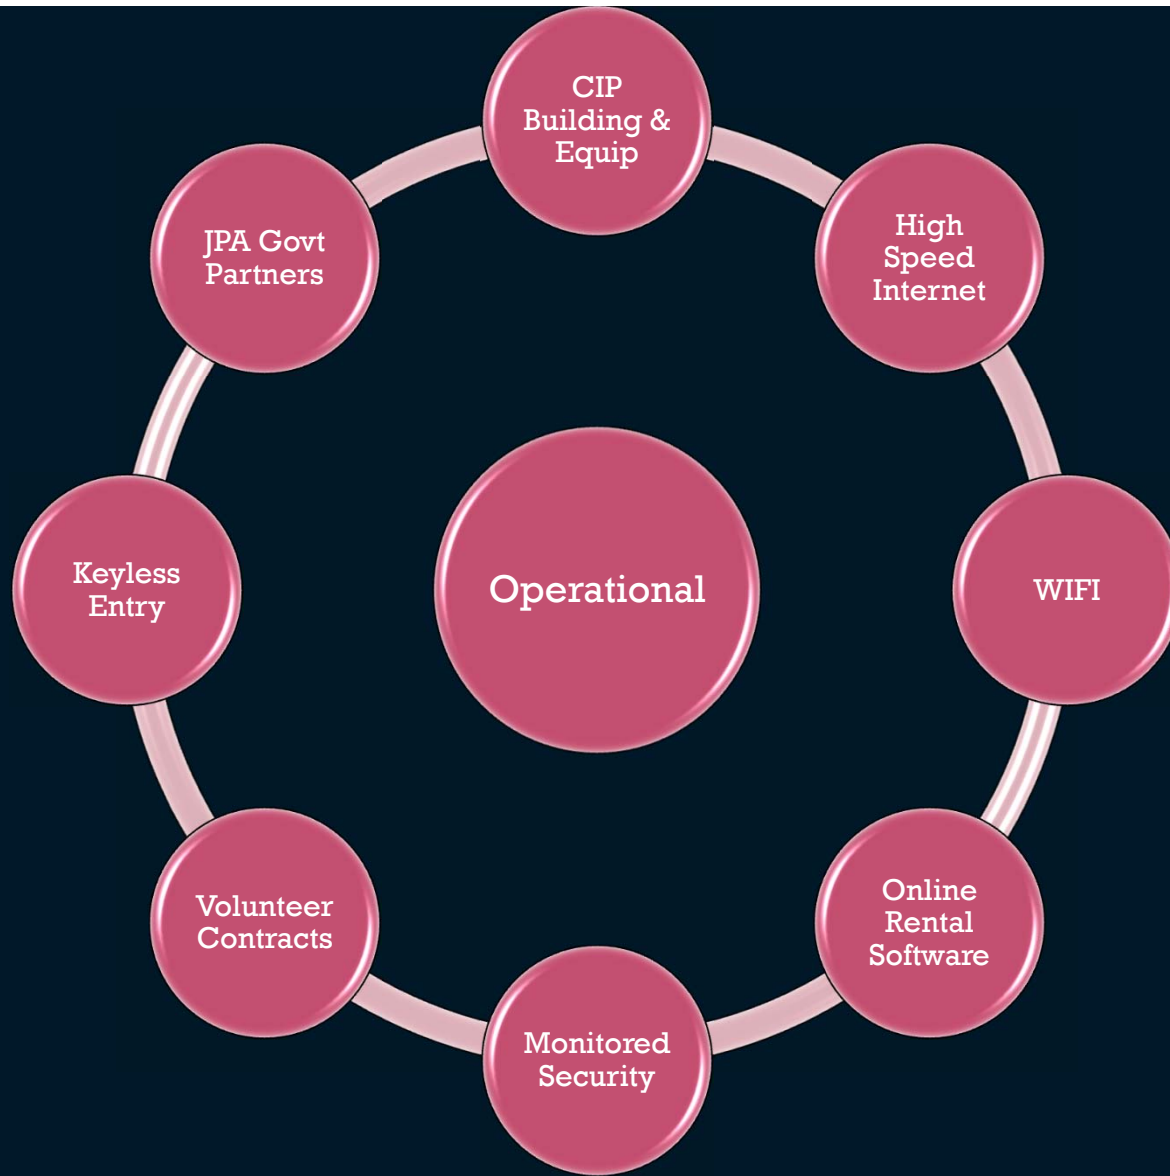 CIP
Building &
Equip
High
Speed
Internet
WIFI
Online
Rental
Software
Monitored
Security
Volunteer
Contracts
Keyless
Entry
JPA Govt
Partners
Operational